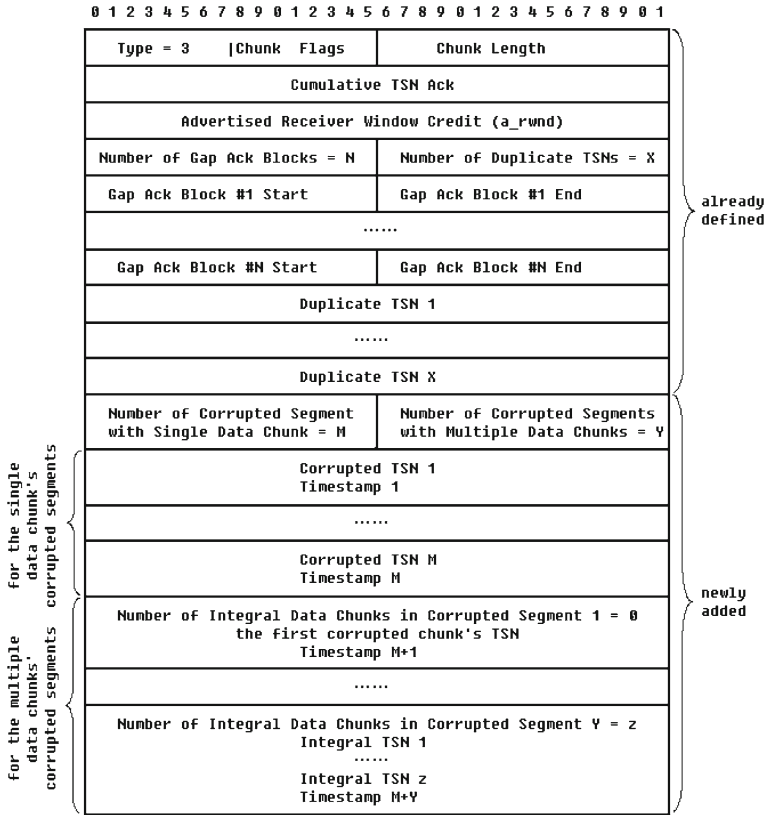 0 1 2 3 4 5 6 7 8 9 0 1 2 3 4 5 6 7 8 9 0 1 2 3 4 5 6 7 8 9 0 1
Type = 3 |Chunk Flags Chunk Length
Cumulative TSN Ack
Advertised Receiver Window Credit (a_rwnd)
Number of Gap Ack Blocks = N Number of Duplicate TSNs = X
Gap Ack Block #1 Start Gap Ack Block #1 End
......
Gap Ack Block #N Start Gap Ack Block #N End
Duplicate TSN 1
......
Duplicate TSN X
already
defined
Number of Corrupted Segment
with Single Data Chunk = M
Number of Corrupted Segments
with Multiple Data Chunks = Y
for the single
data chunk's
corrupted segments
Corrupted TSN 1
Timestamp 1
......
Corrupted TSN M
Timestamp M
newly
added
for the multiple
data chunks'
corrupted segments
Number of Integral Data Chunks in Corrupted Segment 1 = 0
the first corrupted chunk's TSN
Timestamp M+1
......
Number of Integral Data Chunks in Corrupted Segment Y = z
Integral TSN 1
......
Integral TSN z
Timestamp M+Y